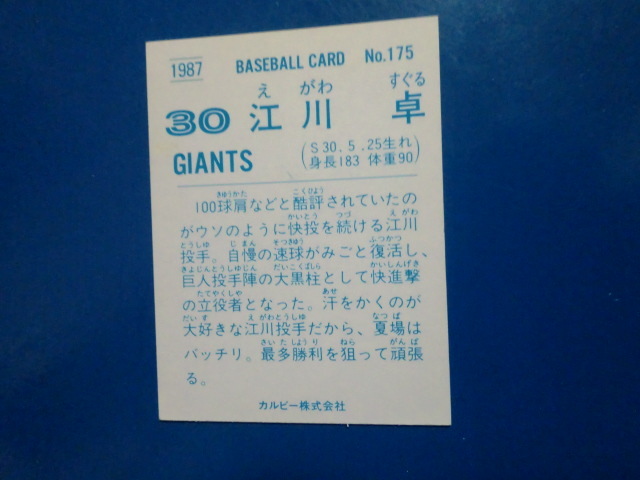 1987 BASEBALL CARD No.175
え がわ すぐる
30 江川 卓
GIANTS (S30.5.25生れ
身長183 体重90)
きゅうかた こくひょう
100球肩などと酷評されていたの
かいとう つづ えがわ
がウソのように快投を続ける江川
とうしゅ じまん そっきゅう ふっかつ
投手。自慢の速球がみごと復活し、
きょじんとうしゅじん だいこくばしら かいしんげき
巨人投手陣の大黒柱として快進撃
たてやくしゃ あせ
の立役者となった。汗をかくのが
だいす えがわとうしゅ なつば
大好きな江川投手だから、夏場は
さいたしょうり ねら がんば
バッチリ。最多勝利を狙って頑張
る。
カルビー株式会社